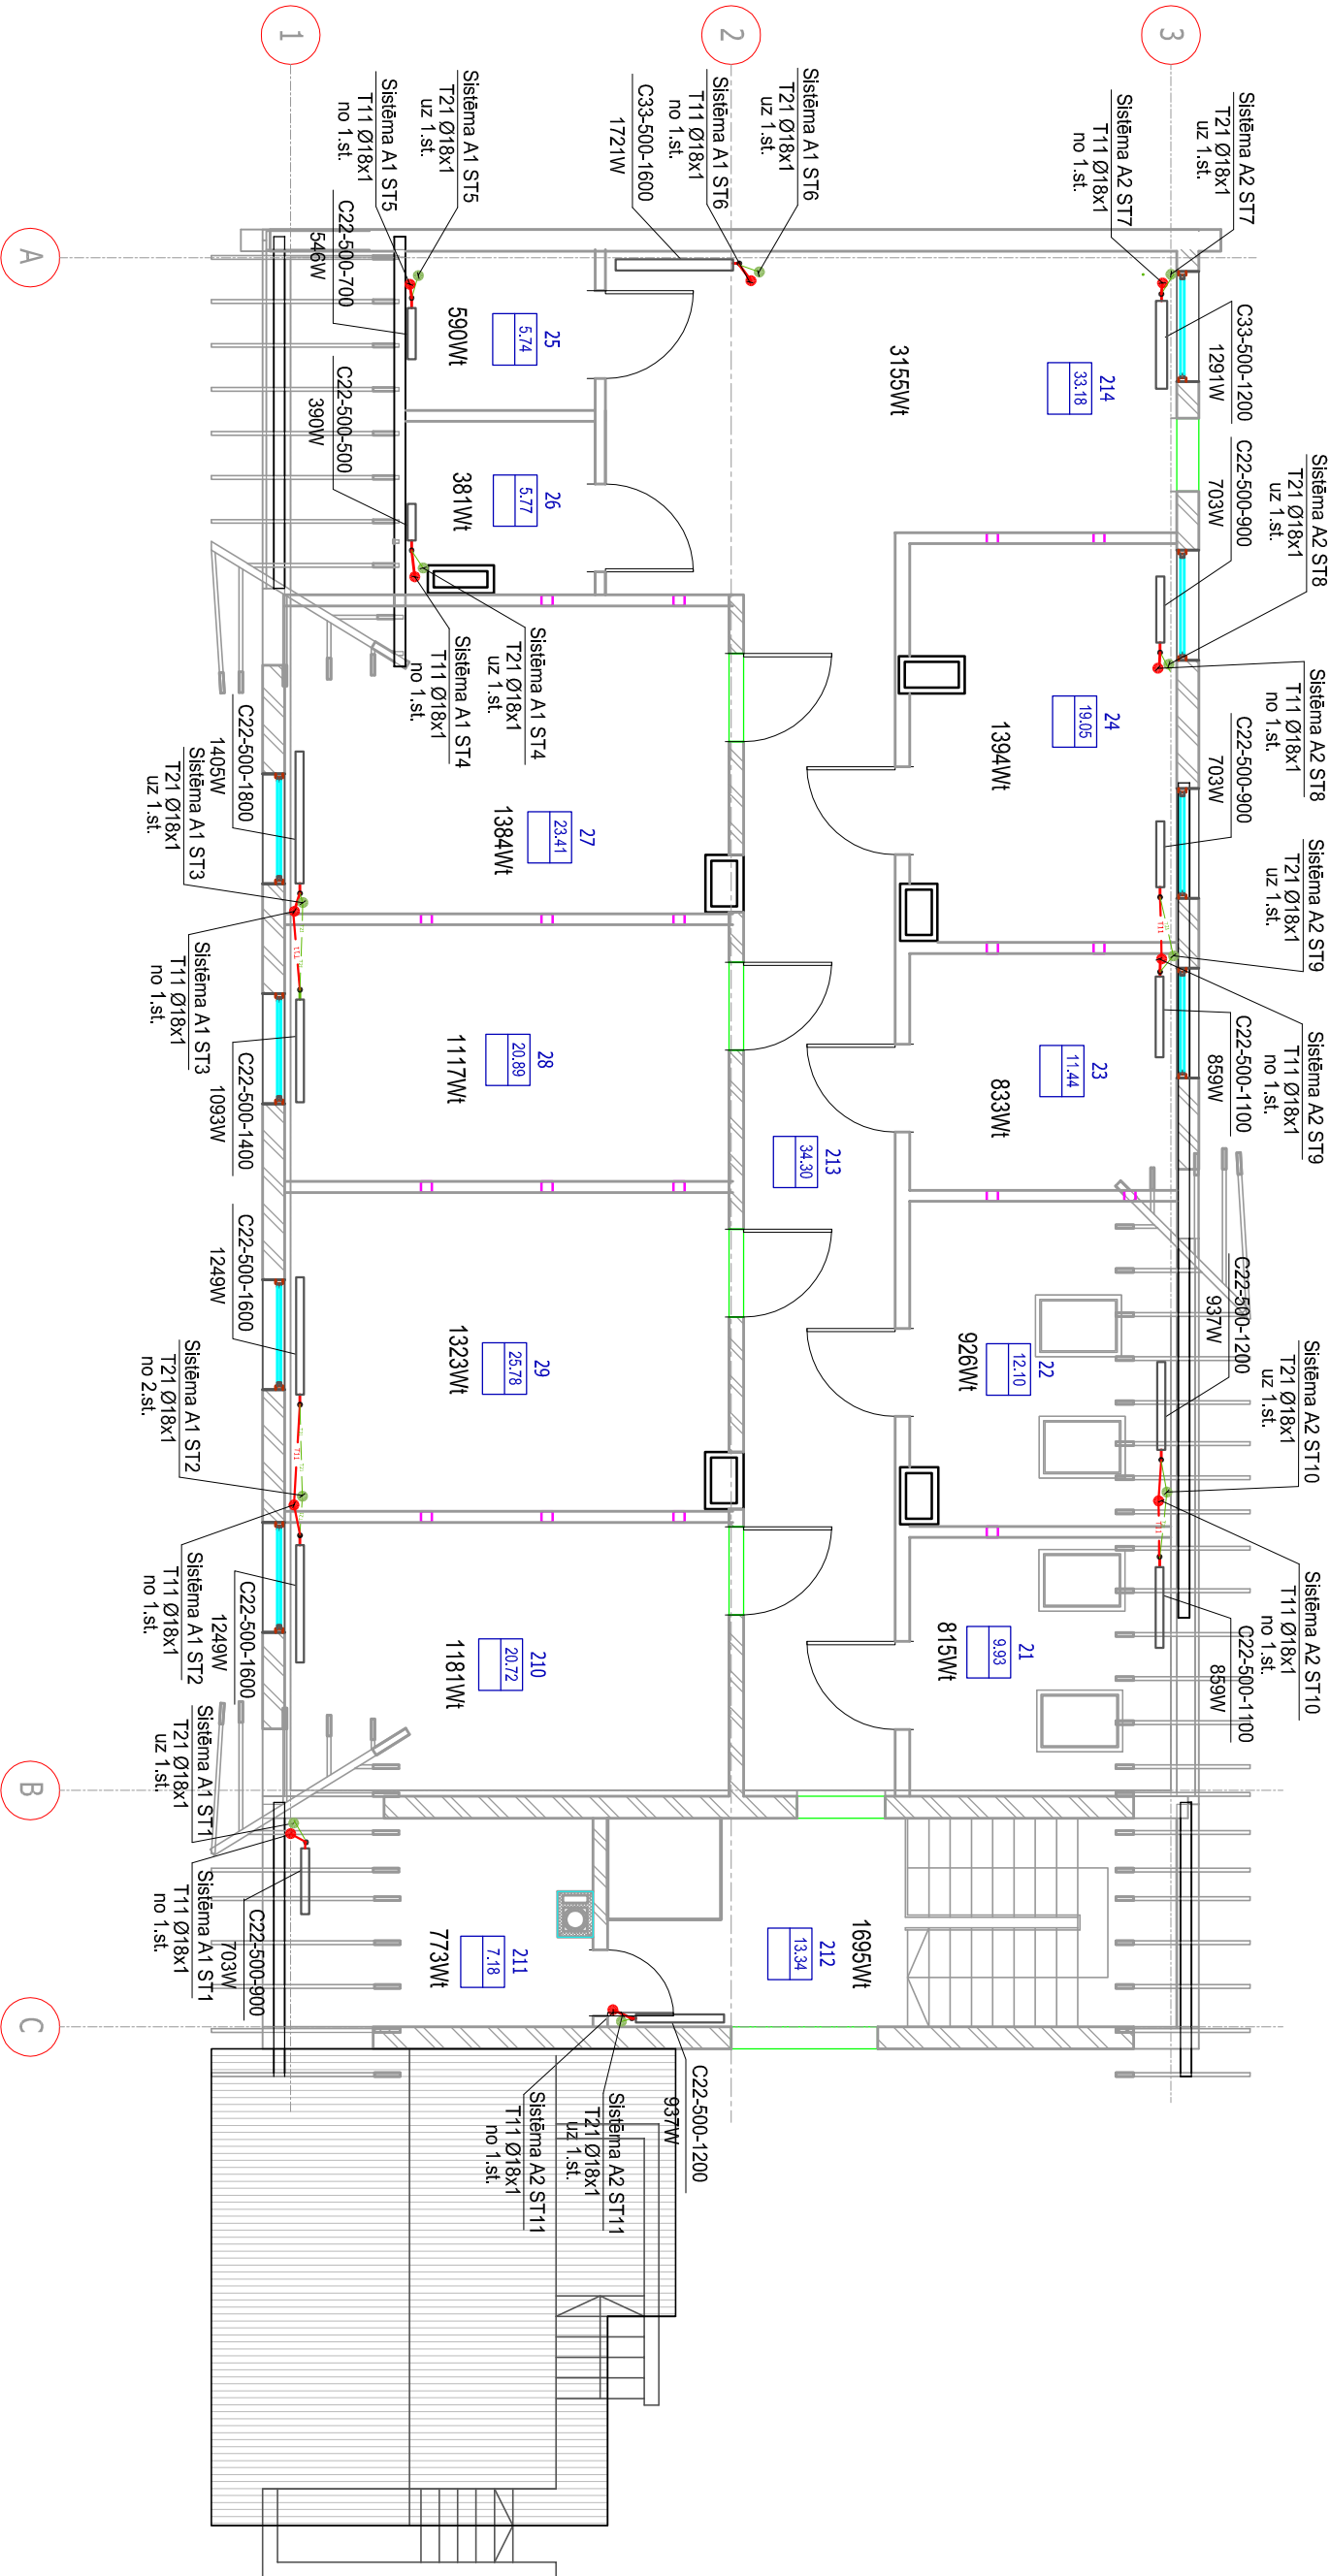 1
2
3
A
B
C
Sistēma A2 ST7
T21 Ø18x1
uz 1.st.
Sistēma A2 ST7
T11 Ø18x1
no 1.st.
C33-500-1200
1291W
C22-500-900
703W
Sistēma A2 ST8
T21 Ø18x1
uz 1.st.
Sistēma A2 ST8
T11 Ø18x1
no 1.st.
C22-500-900
703W
Sistēma A2 ST9
T21 Ø18x1
uz 1.st.
Sistēma A2 ST9
T11 Ø18x1
no 1.st.
C22-500-1100
859W
C22-500-1200
937W
Sistēma A2 ST10
T21 Ø18x1
uz 1.st.
Sistēma A2 ST10
T11 Ø18x1
no 1.st.
C22-500-1100
859W
T11
T11
Sistēma A1 ST6
T21 Ø18x1
uz 1.st.
Sistēma A1 ST6
T11 Ø18x1
no 1.st.
C33-500-1600
1721W
214
33.18
3155Wt
24
19.05
1394Wt
23
11.44
833Wt
22
12.10
926Wt
21
9.93
815Wt
213
34.30
212
13.34
1695Wt
Sistēma A1 ST5
T21 Ø18x1
uz 1.st.
Sistēma A1 ST5
T11 Ø18x1
no 1.st.
C22-500-700
546W
25
5.74
590Wt
C22-500-500
390W
26
5.77
381Wt
Sistēma A1 ST4
T21 Ø18x1
uz 1.st.
Sistēma A1 ST4
T11 Ø18x1
no 1.st.
27
23.41
1384Wt
28
20.89
1117Wt
29
25.78
1323Wt
210
20.72
1181Wt
211
7.18
773Wt
C22-500-1800
1405W
Sistēma A1 ST3
T21 Ø18x1
uz 1.st.
Sistēma A1 ST3
T11 Ø18x1
no 1.st.
T11
C22-500-1400
1093W
C22-500-1600
1249W
Sistēma A1 ST2
T21 Ø18x1
no 2.st.
T11
Sistēma A1 ST2
T11 Ø18x1
no 1.st.
C22-500-1600
1249W
Sistēma A1 ST1
T21 Ø18x1
uz 1.st.
Sistēma A1 ST1
T11 Ø18x1
no 1.st.
C22-500-900
703W
C22-500-1200
937W
Sistēma A2 ST11
T21 Ø18x1
uz 1.st.
Sistēma A2 ST11
T11 Ø18x1
no 1.st.